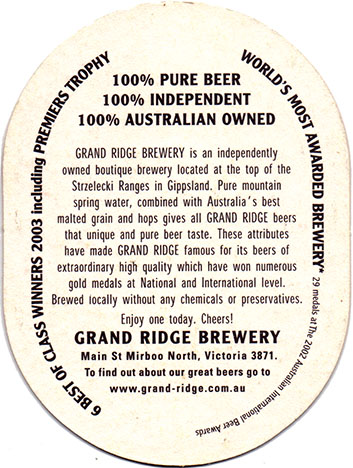 6 BEST OF CLASS WINNERS 2003 including PREMIERS TROPHY
WORLD'S MOST AWARDED BREWERY*
29 medals at The 2002 Australian International Beer Awards
100% PURE BEER
100% INDEPENDENT
100% AUSTRALIAN OWNED
GRAND RIDGE BREWERY is an independently
owned boutique brewery located at the top of the
Strzelecki Ranges in Gippsland. Pure mountain
spring water, combined with Australia's best
malted grain and hops gives all GRAND RIDGE beers
that unique and pure beer taste. These attributes
have made GRAND RIDGE famous for its beers of
extraordinary high quality which have won numerous
gold medals at National and International level.
Brewed locally without any chemicals or preservatives.
Enjoy one today. Cheers!
GRAND RIDGE BREWERY
Main St Mirboo North, Victoria 3871.
To find out about our great beers go to
www.grand-ridge.com.au